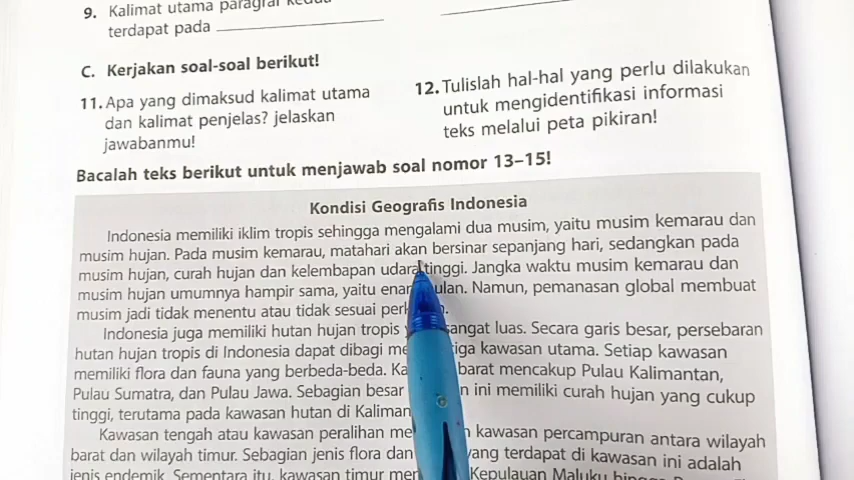 9. Kalimat utama paragraf kedua
terdapat pada
C. Kerjakan soal-soal berikut!
11. Apa yang dimaksud kalimat utama
dan kalimat penjelas? jelaskan
jawabanmu!
12. Tulislah hal-hal yang perlu dilakukan
untuk mengidentifikasi informasi
teks melalui peta pikiran!
Bacalah teks berikut untuk menjawab soal nomor 13–15!
Kondisi Geografis Indonesia
Indonesia memiliki iklim tropis sehingga mengalami dua musim, yaitu musim kemarau dan
musim hujan. Pada musim kemarau, matahari akan bersinar sepanjang hari, sedangkan pada
musim hujan, curah hujan dan kelembapan udara tinggi. Jangka waktu musim kemarau dan
musim hujan umumnya hampir sama, yaitu Namun, pemanasan global membuat
musim jadi tidak menentu atau tidak sesuai
Indonesia juga memiliki hutan hujan tropis sangat luas. Secara garis besar, persebaran
hutan hujan tropis di Indonesia dapat dibagi kawasan utama. Setiap kawasan
memiliki flora dan fauna yang berbeda-beda. barat mencakup Pulau Kalimantan,
Pulau Sumatra, dan Pulau Jawa. Sebagian besar ini memiliki curah hujan yang cukup
tinggi, terutama pada kawasan hutan di
Kawasan tengah atau kawasan peralihan kawasan percampuran antara wilayah
barat dan wilayah timur. Sebagian jenis flora dan yang terdapat di kawasan ini adalah
jenis endemik. Sementara itu, kawasan timur Kepulauan Maluku hingga